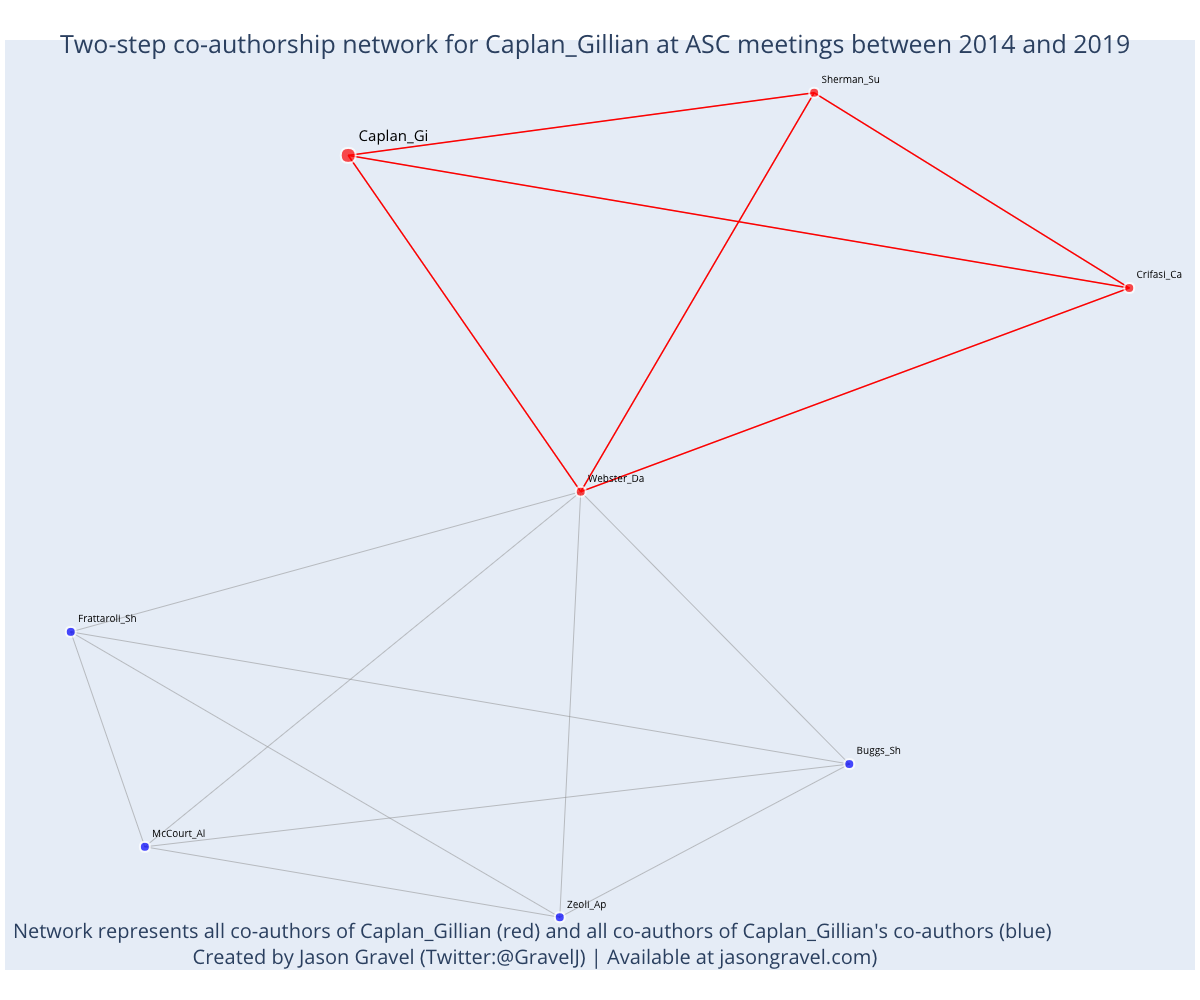 Two-step co-authorship network for Caplan_Gillian at ASC meetings between 2014 and 2019
Sherman_Su
Caplan_Gi
Crifasi_Ca
Webster_Da
Frattaroli_Sh
Buggs_Sh
McCourt_Al
Zeoli_Ap
Network represents all co-authors of Caplan_Gillian (red) and all co-authors of Caplan_Gillian's co-authors (blue)
Created by Jason Gravel (Twitter:@GravelJ) | Available at jasongravel.com)